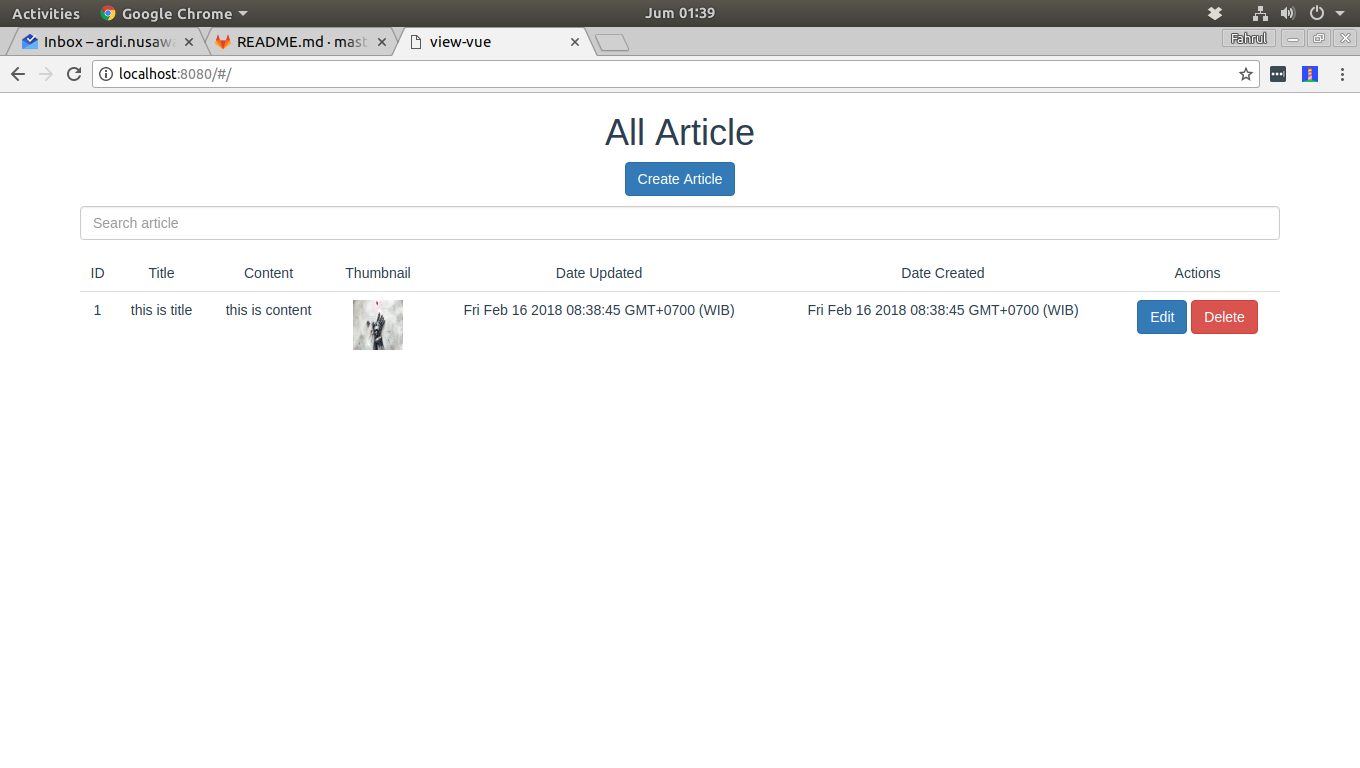 Activities Google Chrome Jum 01:39
Inbox – ardi.nusawa README.md · mast view-vue Fahrul
localhost:8080/#/
All Article
Create Article
Search article
ID Title Content Thumbnail Date Updated Date Created Actions
1 this is title this is content Fri Feb 16 2018 08:38:45 GMT+0700 (WIB) Fri Feb 16 2018 08:38:45 GMT+0700 (WIB) Edit Delete